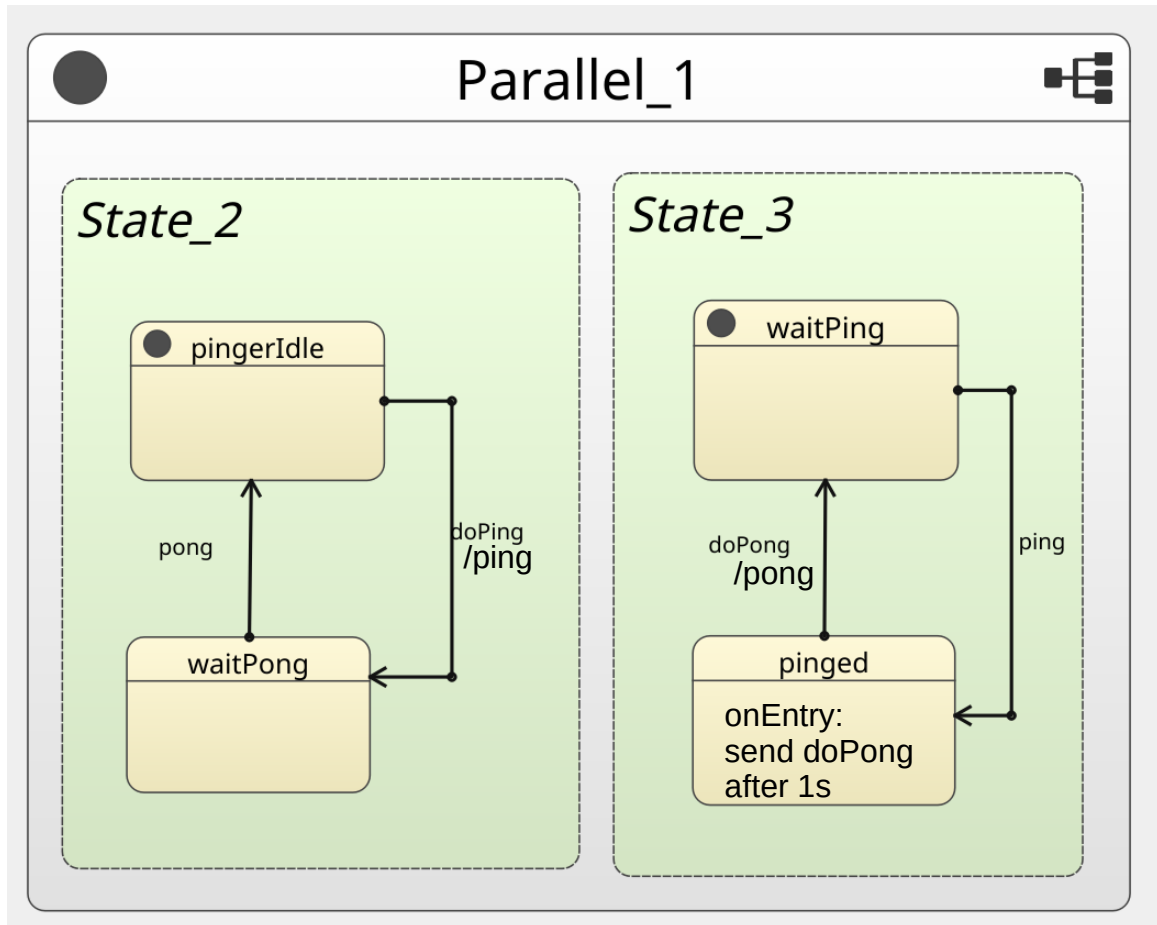 Parallel_1
State_2
pingerIdle
pong
doPing
/ping
waitPong
State_3
waitPing
doPong
/pong
ping
pinged
onEntry:
send doPong
after 1s